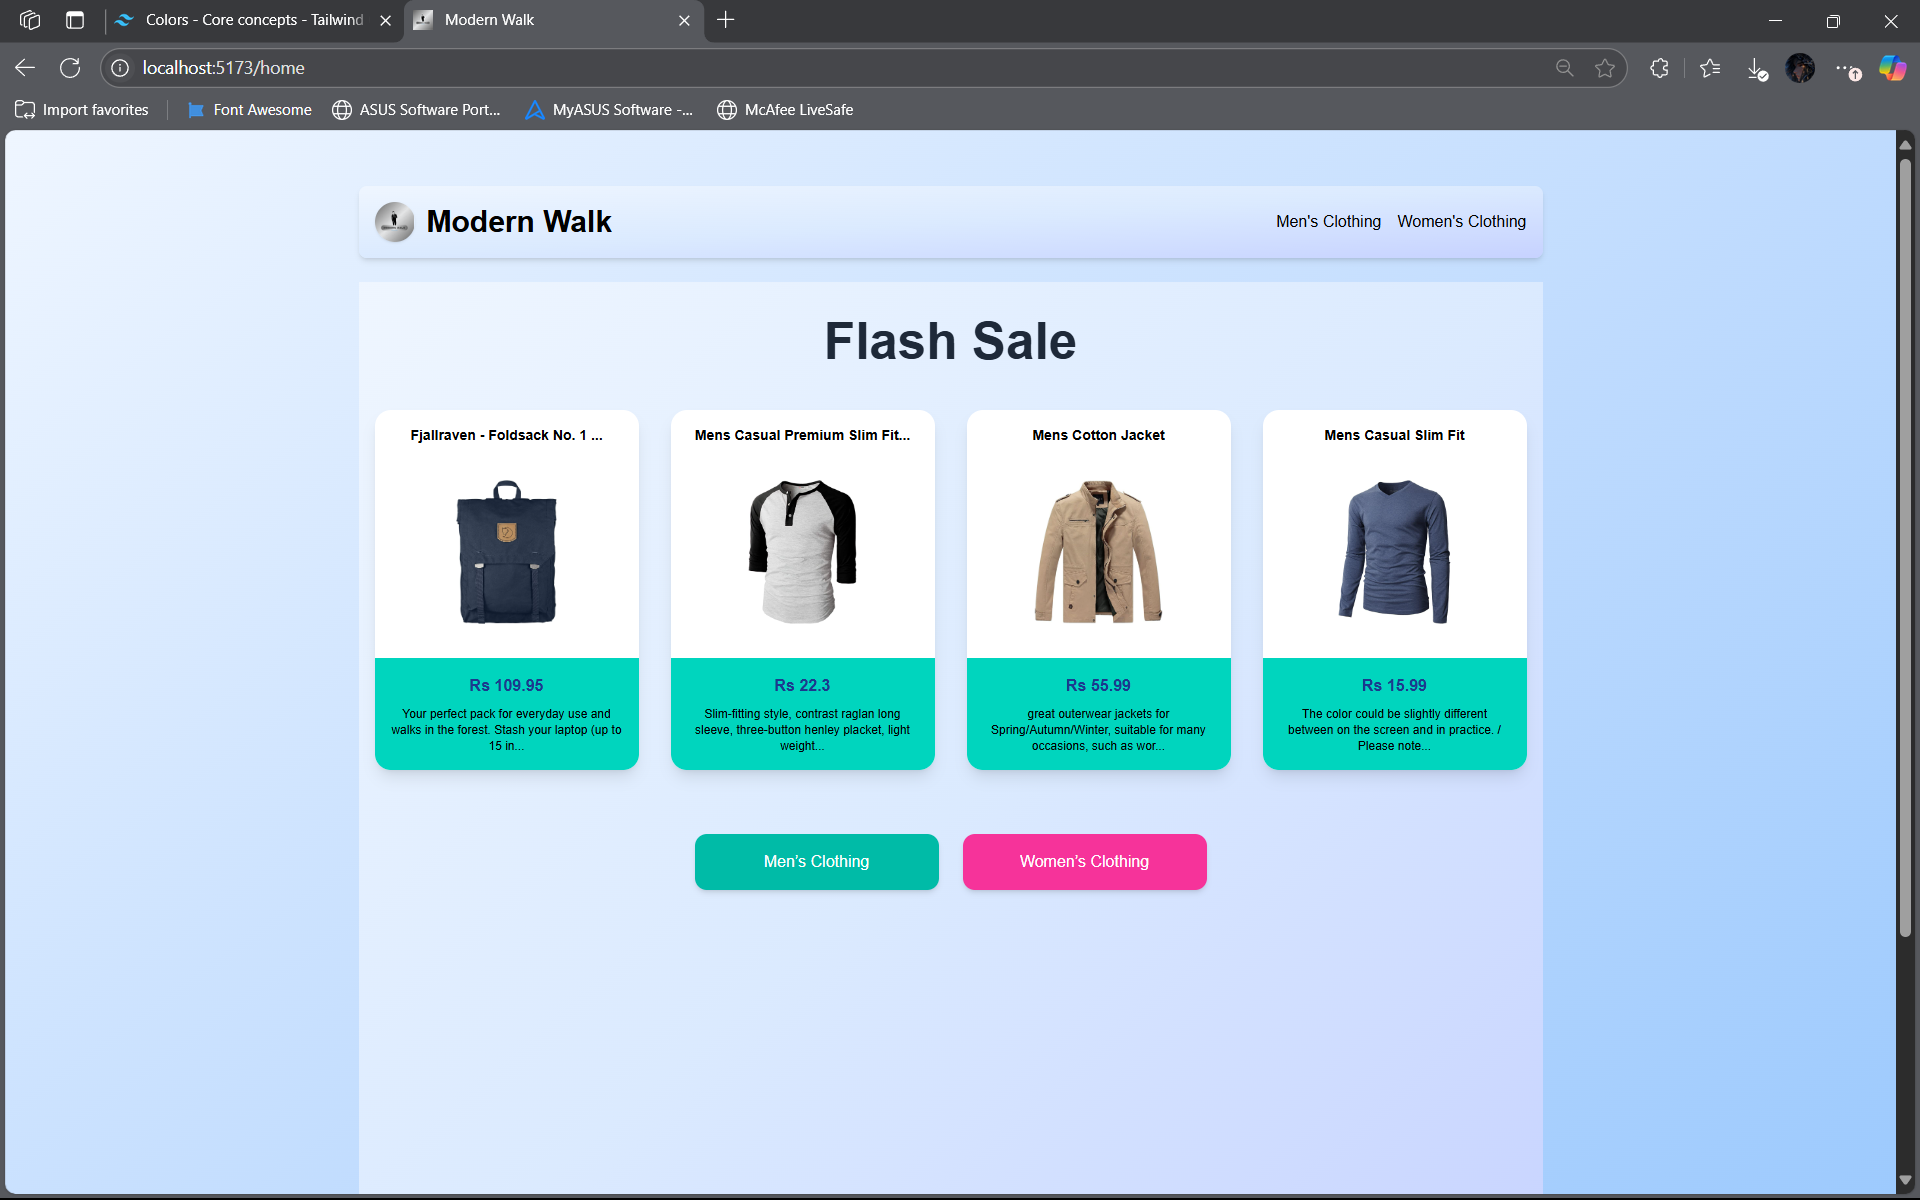 Colors - Core concepts - Tailwind
Modern Walk
localhost:5173/home
Import favorites
Font Awesome
ASUS Software Port...
MyASUS Software -...
McAfee LiveSafe
Modern Walk
Men's Clothing
Women's Clothing
Flash Sale
Fjallraven - Foldsack No. 1 ...
Rs 109.95
Your perfect pack for everyday use and
walks in the forest. Stash your laptop (up to
15 in...
Mens Casual Premium Slim Fit...
Rs 22.3
Slim-fitting style, contrast raglan long
sleeve, three-button henley placket, light
weight...
Mens Cotton Jacket
Rs 55.99
great outerwear jackets for
Spring/Autumn/Winter, suitable for many
occasions, such as wor...
Mens Casual Slim Fit
Rs 15.99
The color could be slightly different
between on the screen and in practice. /
Please note...
Men's Clothing
Women's Clothing